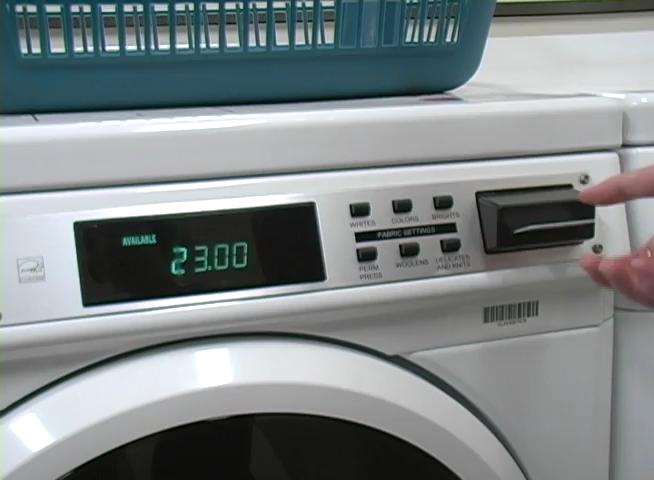 AVAILABLE
23.00
WHITES COLORS BRIGHTS
FABRIC SETTINGS
PERM PRESS
WOOLENS
DELICATES AND KNITS